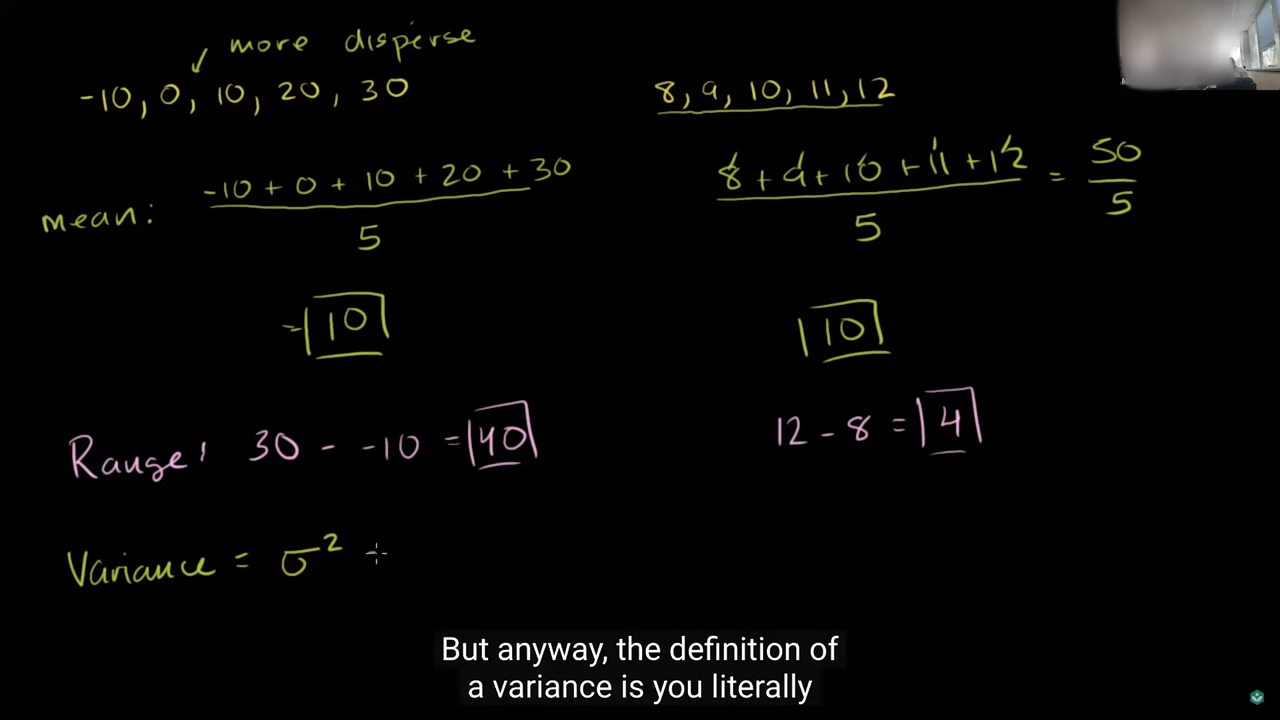 more disperse
-10, 0, 10, 20, 30
8, 9, 10, 11, 12
mean:
-10 + 0 + 10 + 20 + 30
5
8 + 9 + 10 + 11 + 12 = 50
5 5
= 10
10
Range: 30 - -10 = 40
12 - 8 = 4
Variance = σ²
But anyway, the definition of
a variance is you literally